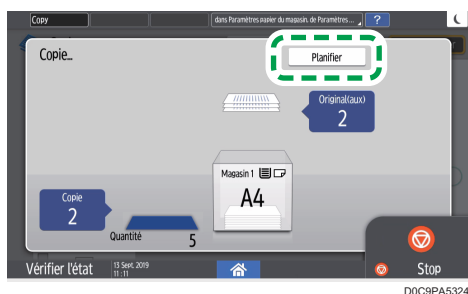 Copy
dans Paramètres papier du magasin. de Paramètres ...
?
Copie...
Planifier
Original(aux)
2
Magasin 1
A4
Copie
2
Quantité
5
Vérifier l'état
13 Sept. 2019
11 :11
Stop
D0C9PA5324